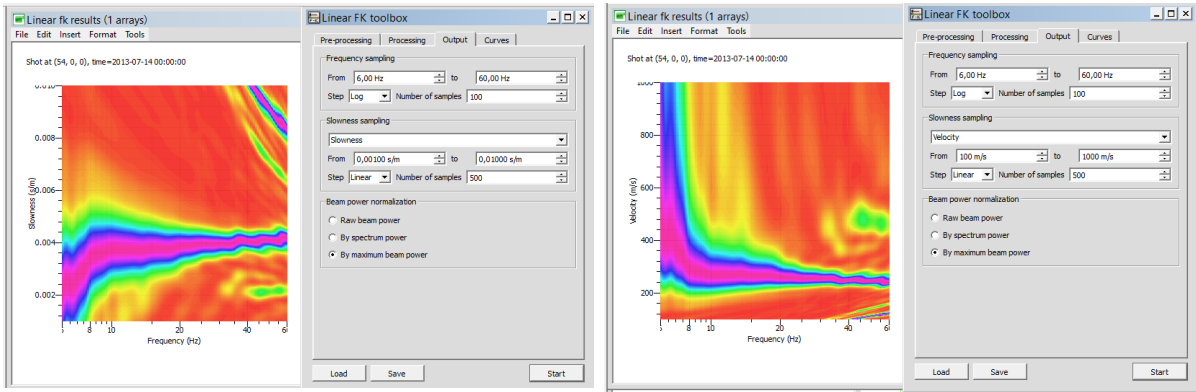 Linear fk results (1 arrays)
File Edit Insert Format Tools
Shot at (54, 0, 0), time=2013-07-14 00:00:00
0.008
0.006
0.004
0.002
Slowness (s/m)
8 10 20 40
Frequency (Hz)
Linear FK toolbox
Pre-processing Processing Output Curves
Frequency sampling
From 6,00 Hz to 60,00 Hz
Step Log Number of samples 100
Slowness sampling
Slowness
From 0,00100 s/m to 0,01000 s/m
Step Linear Number of samples 500
Beam power normalization
Raw beam power
By spectrum power
By maximum beam power
Load Save Start
Linear fk results (1 arrays)
File Edit Insert Format Tools
Shot at (54, 0, 0), time=2013-07-14 00:00:00
800
600
400
200
Velocity (m/s)
8 10 20 40
Frequency (Hz)
Linear FK toolbox
Pre-processing Processing Output Curves
Frequency sampling
From 6,00 Hz to 60,00 Hz
Step Log Number of samples 100
Slowness sampling
Velocity
From 100 m/s to 1000 m/s
Step Linear Number of samples 500
Beam power normalization
Raw beam power
By spectrum power
By maximum beam power
Load Save Start